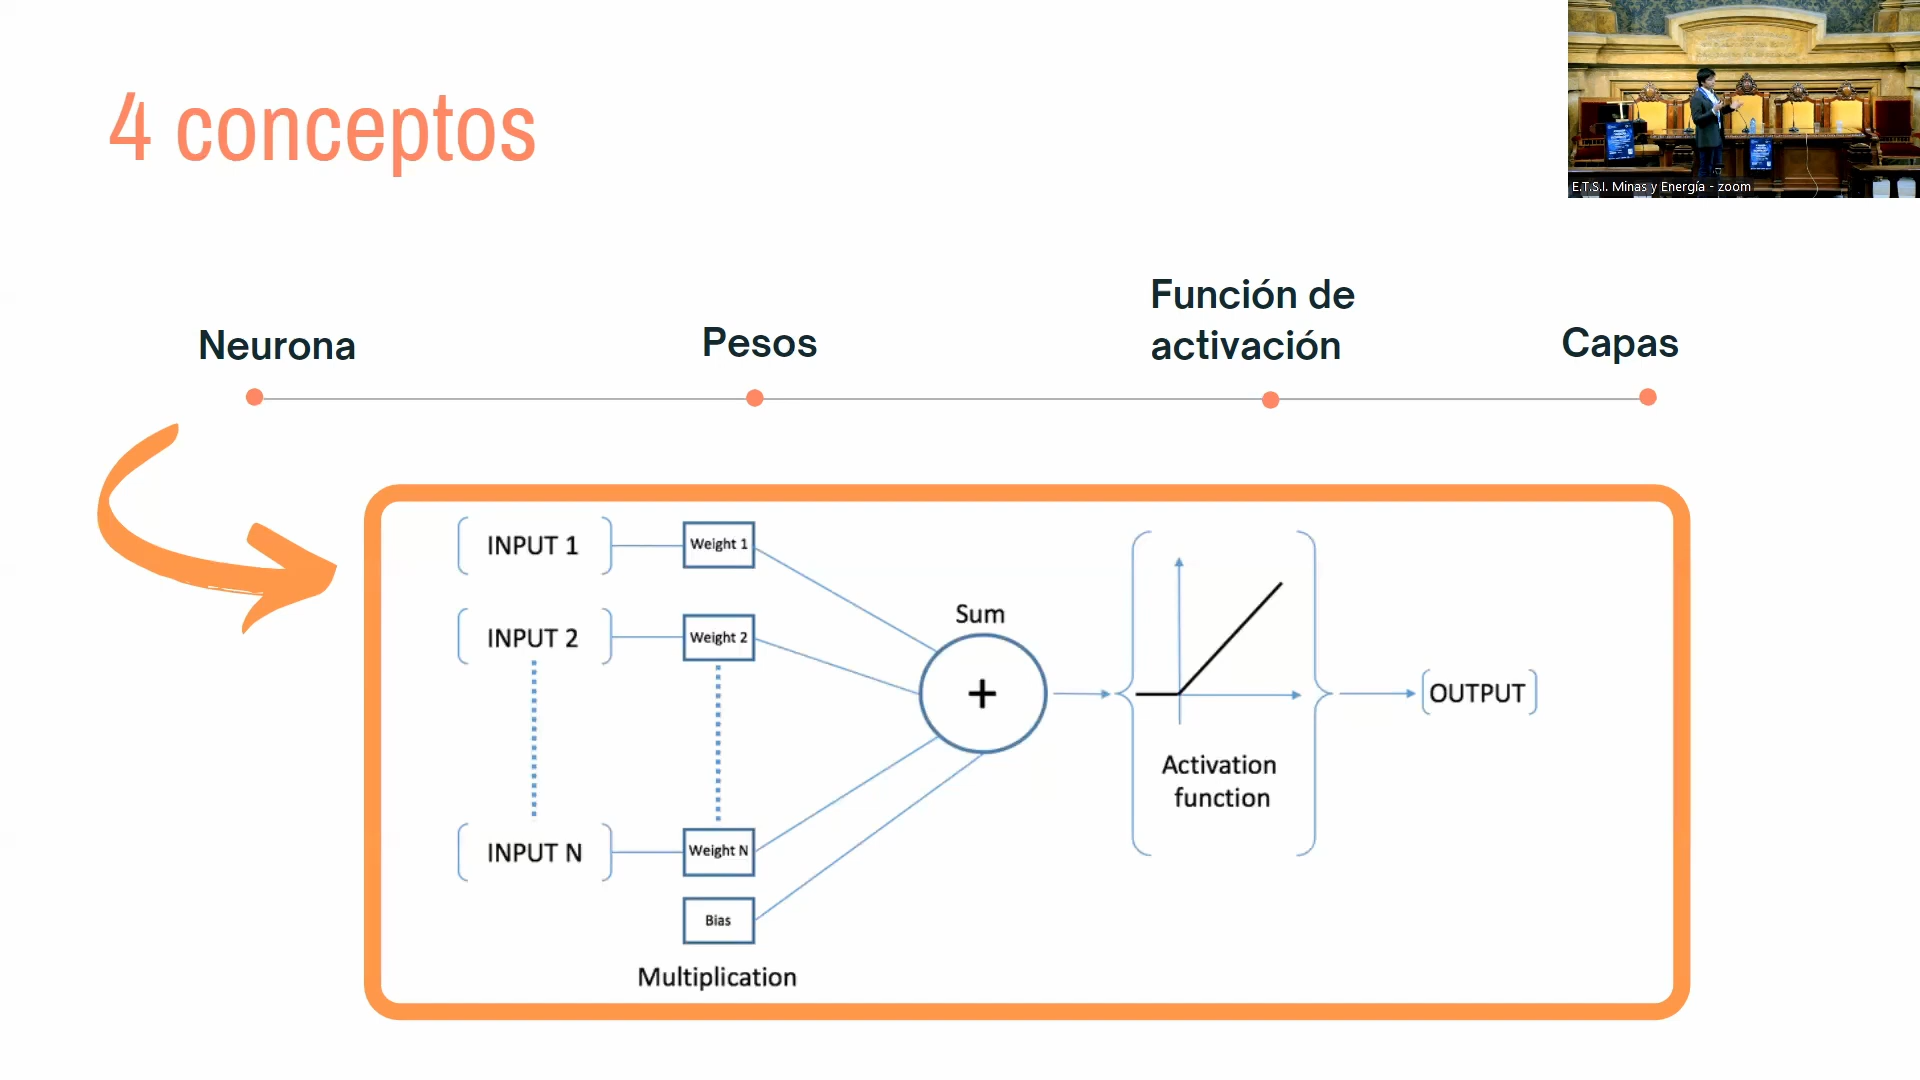 4 conceptos
E.T.S.I. Minas y Energía - zoom
Neurona
Pesos
Función de
activación
Capas
INPUT 1
Weight 1
INPUT 2
Weight 2
Sum
+
OUTPUT
Activation
function
INPUT N
Weight N
Bias
Multiplication